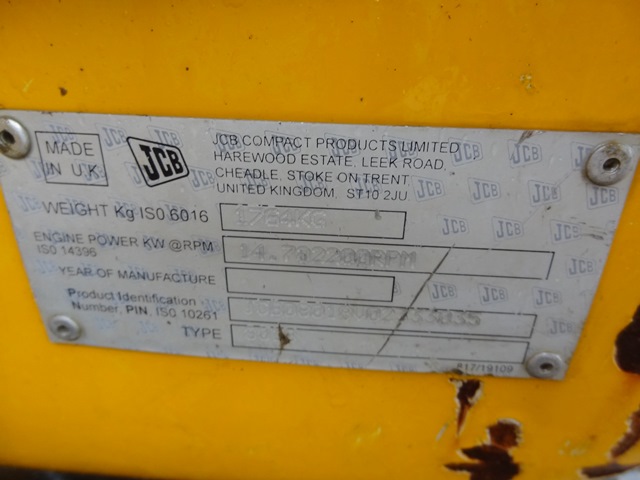 MADE
IN U.K
JCB
JCB COMPACT PRODUCTS LIMITED
HAREWOOD ESTATE, LEEK ROAD,
CHEADLE, STOKE ON TRENT
UNITED KINGDOM, ST10 2JU
WEIGHT Kg ISO 6016 1724KG
ENGINE POWER KW @RPM
ISO 14396
14.7@2200RPM
YEAR OF MANUFACTURE
Product Identification
Number, PIN, ISO 10261
TYPE
817/19109